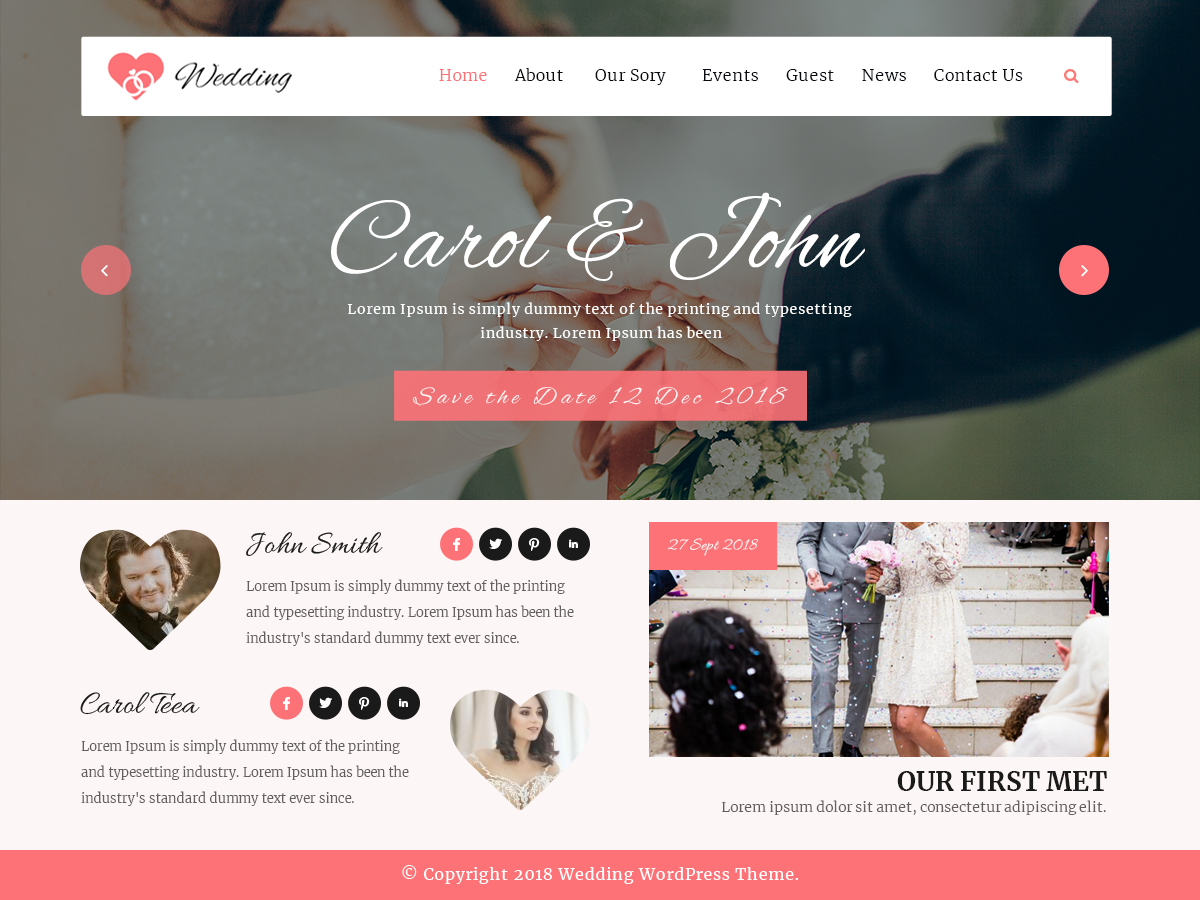 Wedding
Home About Our Sory Events Guest News Contact Us
Carol & John
Lorem Ipsum is simply dummy text of the printing and typesetting
industry. Lorem Ipsum has been
Save the Date 12 Dec 2018
John Smith
Lorem Ipsum is simply dummy text of the printing
and typesetting industry. Lorem Ipsum has been the
industry's standard dummy text ever since.
Carol Teea
Lorem Ipsum is simply dummy text of the printing
and typesetting industry. Lorem Ipsum has been the
industry's standard dummy text ever since.
27 Sept 2018
OUR FIRST MET
Lorem ipsum dolor sit amet, consectetur adipiscing elit.
© Copyright 2018 Wedding WordPress Theme.